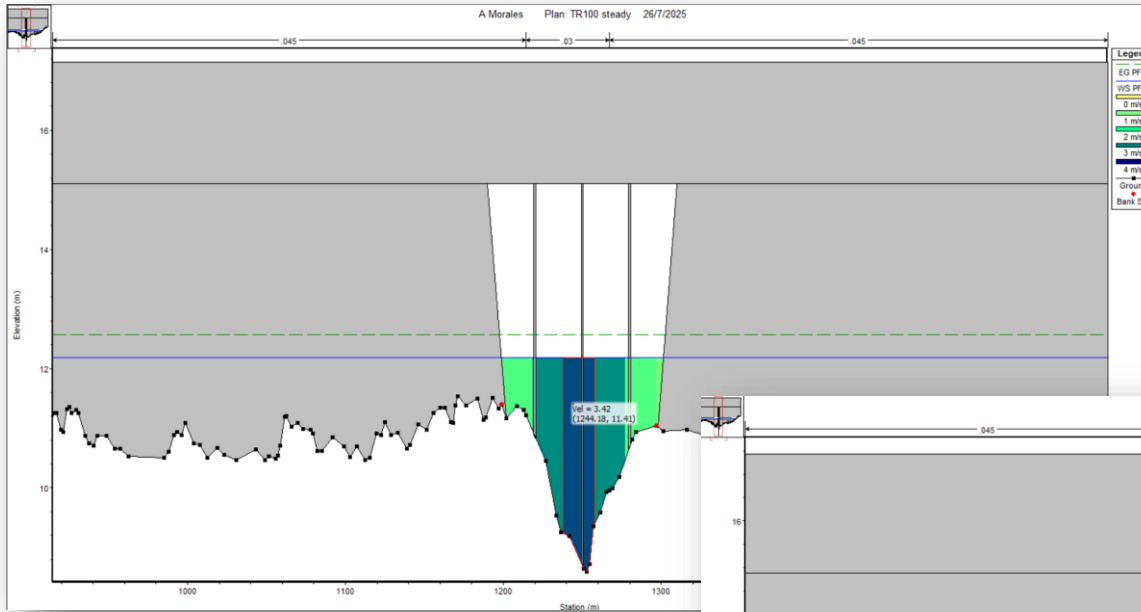 A Morales Plan: TR100 steady 26/7/2025
.045 .03 .045
Legen
EG PF
WS PF
0 m/s
1 m/s
2 m/s
3 m/s
4 m/s
Groun
Bank S
16
14
12
10
Elevation (m)
Vel = 3.42
(1244.18, 11.41)
1000 1100 1200 1300
Station (m)
.045
16